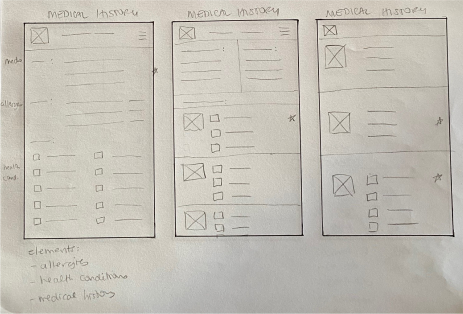 MEDICAL HISTORY
MEDICAL HISTORY
MEDICAL HISTORY
meds
allergies
health
cond.
elements:
- allergies
- health conditions
- medical history